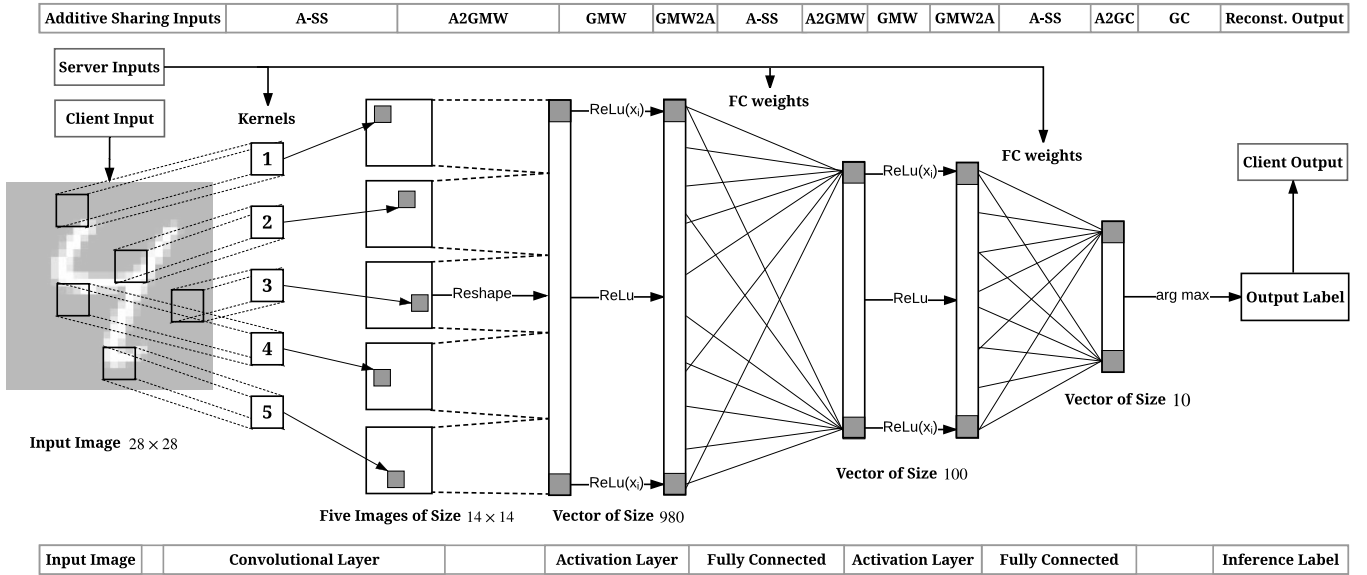 Additive Sharing Inputs A-SS A2GMW GMW GMW2A A-SS A2GMW GMW GMW2A A-SS A2GC GC Reconst. Output
Server Inputs
Client Input
Kernels
FC weights
FC weights
Client Output
1
2
3
4
5
ReLu(xᵢ)
ReLu(xᵢ)
Reshape
ReLu
ReLu
arg max
Output Label
ReLu(xᵢ)
ReLu(xᵢ)
Vector of Size 10
Input Image 28 × 28
Vector of Size 100
Five Images of Size 14 × 14
Vector of Size 980
Input Image Convolutional Layer Activation Layer Fully Connected Activation Layer Fully Connected Inference Label